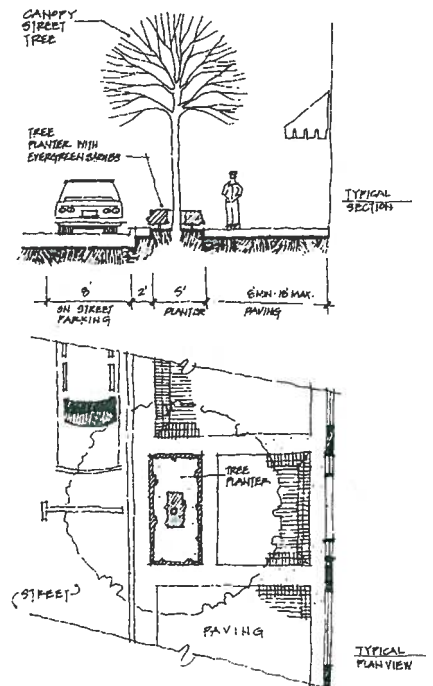 CANOPY
STREET
TREE
TREE
PLANTER WITH
EVERGREEN SHRUBS
TYPICAL
SECTION
8'
2'
5'
6' MIN - 18' MAX.
ON STREET
PARKING
PLANTER
PAVING
TREE
PLANTER
STREET
PAVING
TYPICAL
PLAN VIEW